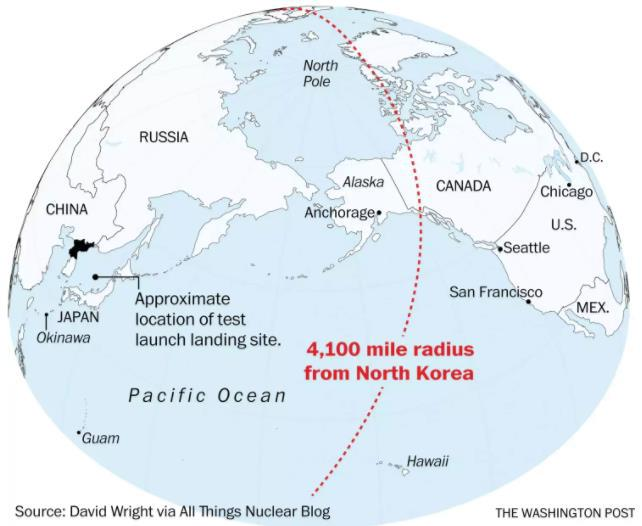 North
Pole
RUSSIA
Alaska
CANADA
D.C.
Chicago
CHINA
Anchorage
U.S.
Seattle
San Francisco
MEX.
Approximate
location of test
launch landing site.
JAPAN
Okinawa
4,100 mile radius
from North Korea
Pacific Ocean
Guam
Hawaii
Source: David Wright via All Things Nuclear Blog
THE WASHINGTON POST